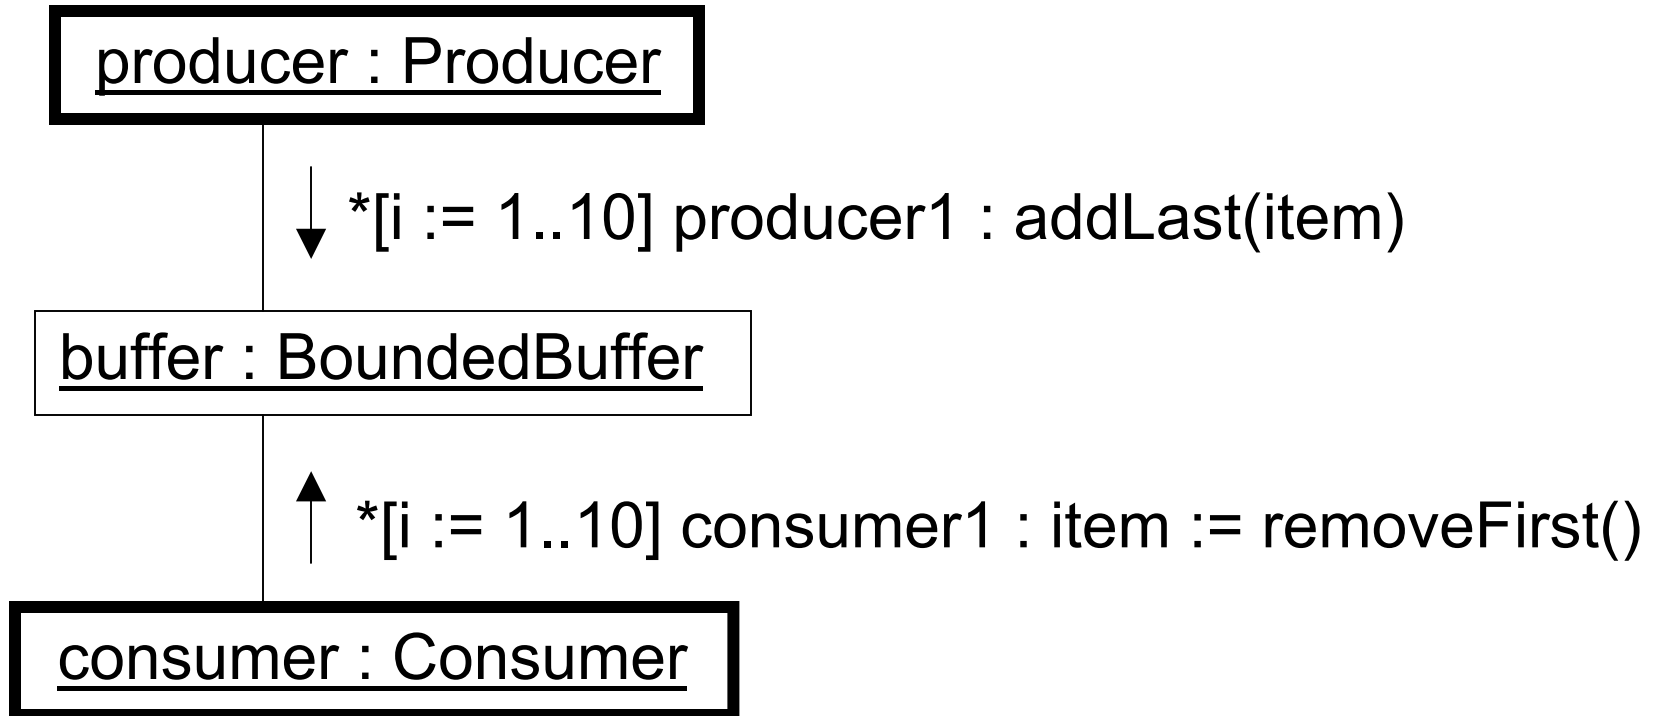 producer : Producer
*[i := 1..10] producer1 : addLast(item)
buffer : BoundedBuffer
*[i := 1..10] consumer1 : item := removeFirst()
consumer : Consumer